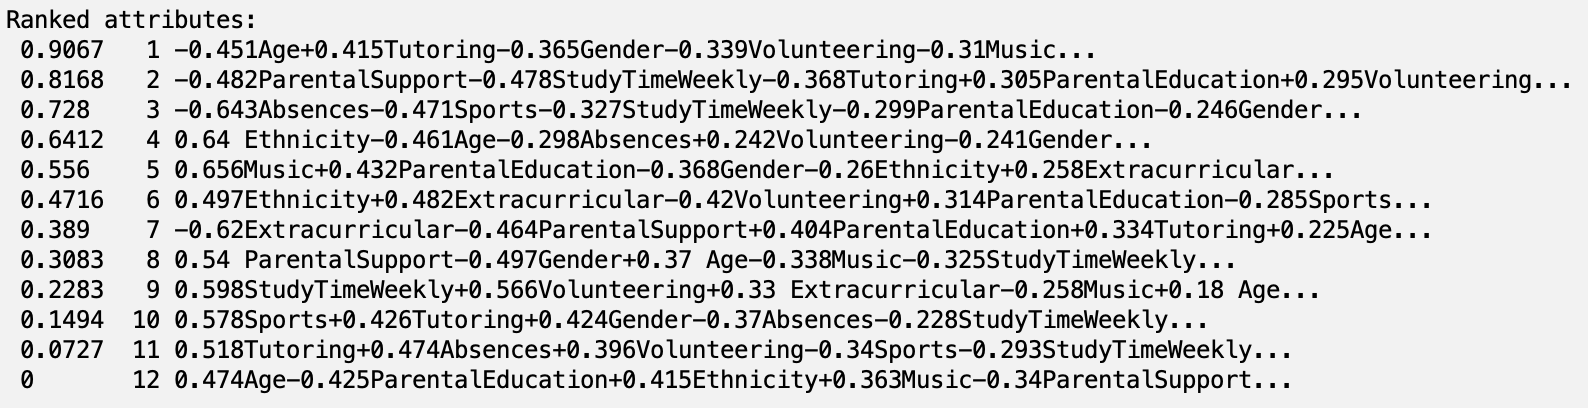 Ranked attributes:
0.9067   1 -0.451Age+0.415Tutoring-0.365Gender-0.339Volunteering-0.31Music...
0.8168   2 -0.482ParentalSupport-0.478StudyTimeWeekly-0.368Tutoring+0.305ParentalEducation+0.295Volunteering...
0.728    3 -0.643Absences-0.471Sports-0.327StudyTimeWeekly-0.299ParentalEducation-0.246Gender...
0.6412   4 0.64 Ethnicity-0.461Age-0.298Absences+0.242Volunteering-0.241Gender...
0.556    5 0.656Music+0.432ParentalEducation-0.368Gender-0.26Ethnicity+0.258Extracurricular...
0.4716   6 0.497Ethnicity+0.482Extracurricular-0.42Volunteering+0.314ParentalEducation-0.285Sports...
0.389    7 -0.62Extracurricular-0.464ParentalSupport+0.404ParentalEducation+0.334Tutoring+0.225Age...
0.3083   8 0.54 ParentalSupport-0.497Gender+0.37 Age-0.338Music-0.325StudyTimeWeekly...
0.2283   9 0.598StudyTimeWeekly+0.566Volunteering+0.33 Extracurricular-0.258Music+0.18 Age...
0.1494  10 0.578Sports+0.426Tutoring+0.424Gender-0.37Absences-0.228StudyTimeWeekly...
0.0727  11 0.518Tutoring+0.474Absences+0.396Volunteering-0.34Sports-0.293StudyTimeWeekly...
0       12 0.474Age-0.425ParentalEducation+0.415Ethnicity+0.363Music-0.34ParentalSupport...